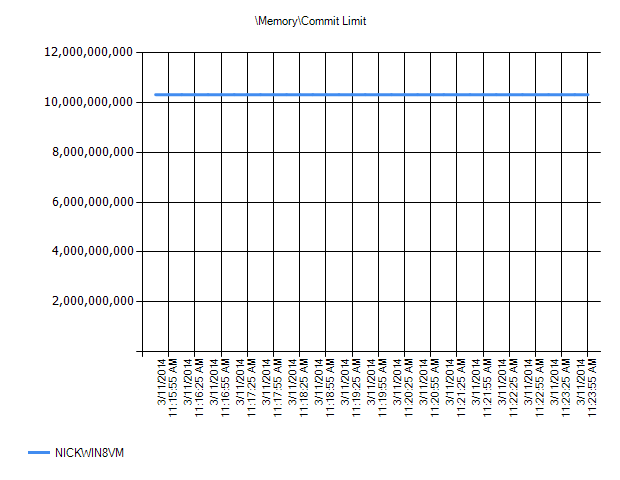 \Memory\Commit Limit
12,000,000,000
10,000,000,000
8,000,000,000
6,000,000,000
4,000,000,000
2,000,000,000
3/11/2014
11:15:55 AM
3/11/2014
11:16:25 AM
3/11/2014
11:16:55 AM
3/11/2014
11:17:25 AM
3/11/2014
11:17:55 AM
3/11/2014
11:18:25 AM
3/11/2014
11:18:55 AM
3/11/2014
11:19:25 AM
3/11/2014
11:19:55 AM
3/11/2014
11:20:25 AM
3/11/2014
11:20:55 AM
3/11/2014
11:21:25 AM
3/11/2014
11:21:55 AM
3/11/2014
11:22:25 AM
3/11/2014
11:22:55 AM
3/11/2014
11:23:25 AM
3/11/2014
11:23:55 AM
NICKWIN8VM